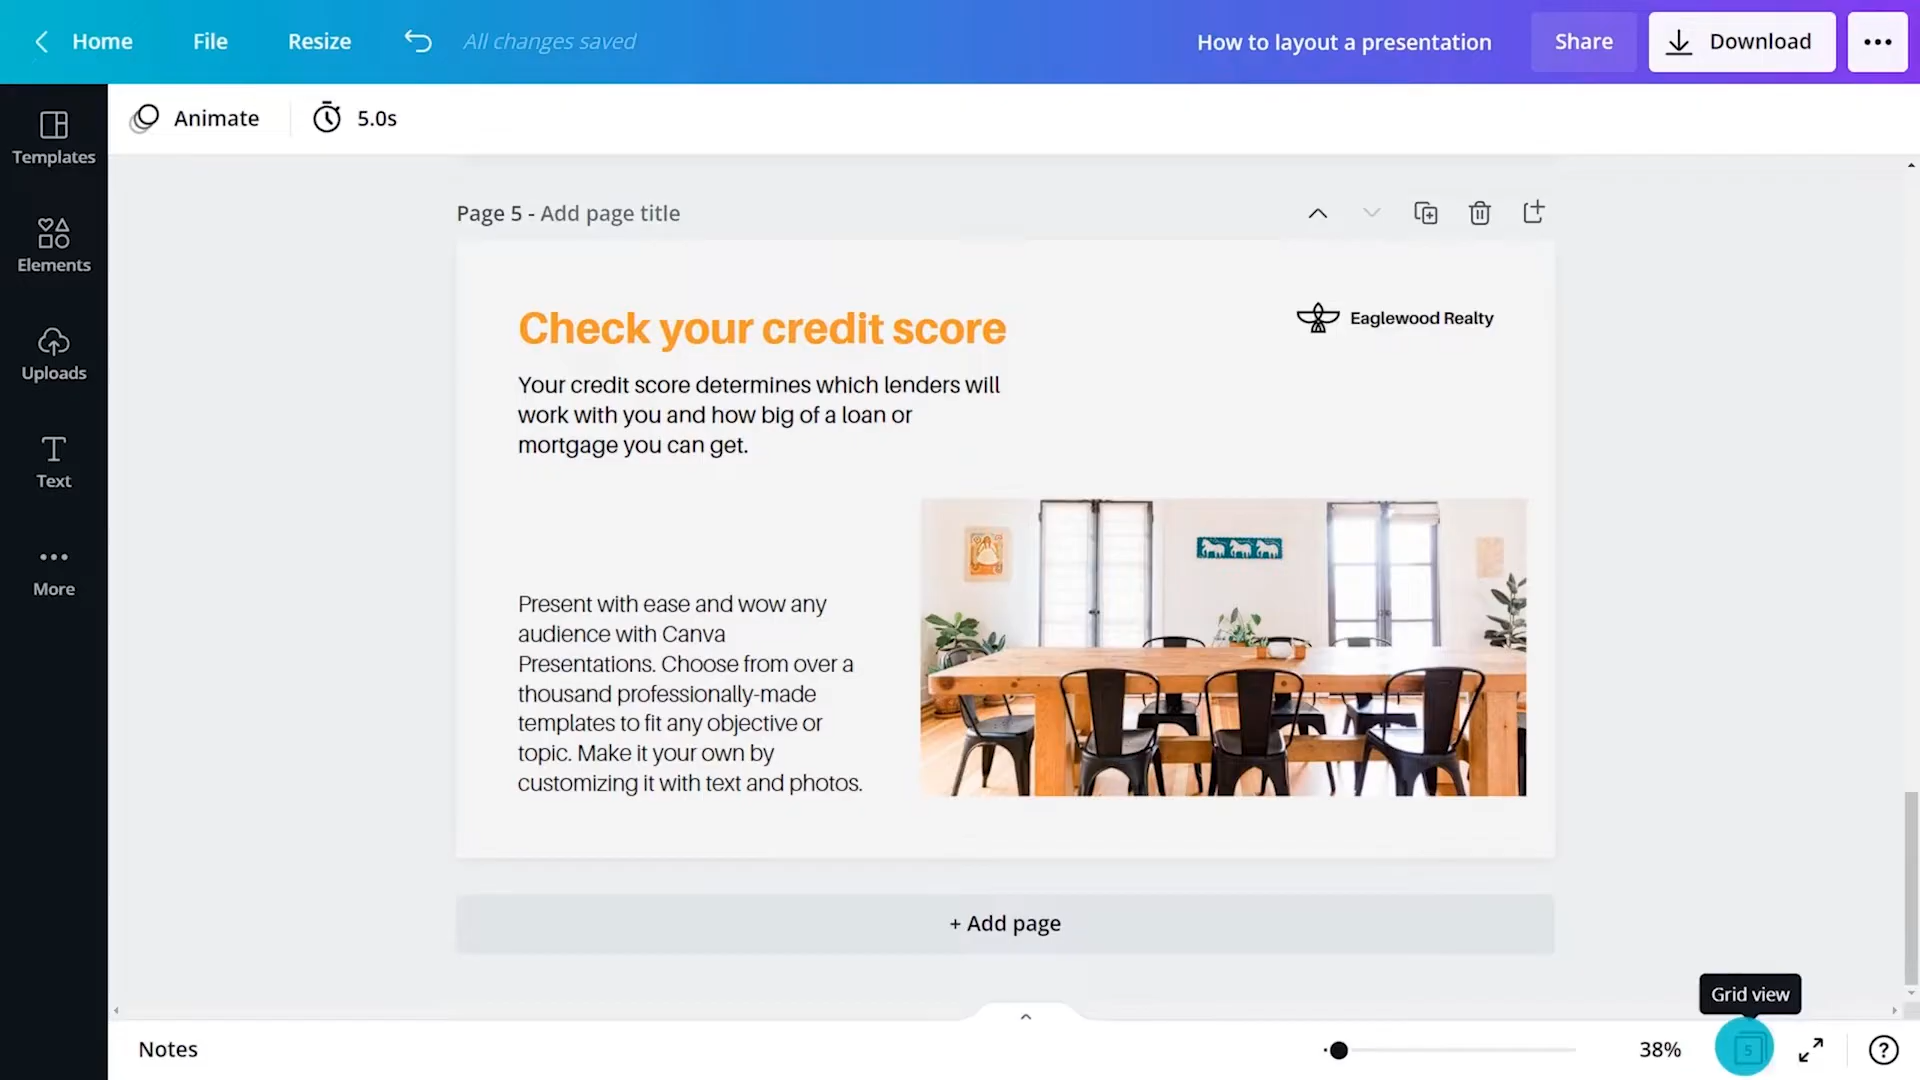 Home
File
Resize
All changes saved
How to layout a presentation
Share
Download
Templates
Elements
Uploads
Text
More
Animate
5.0s
Page 5 - Add page title
Check your credit score
Eaglewood Realty
Your credit score determines which lenders will
work with you and how big of a loan or
mortgage you can get.
Present with ease and wow any
audience with Canva
Presentations. Choose from over a
thousand professionally-made
templates to fit any objective or
topic. Make it your own by
customizing it with text and photos.
+ Add page
Grid view
Notes
38%
5
?